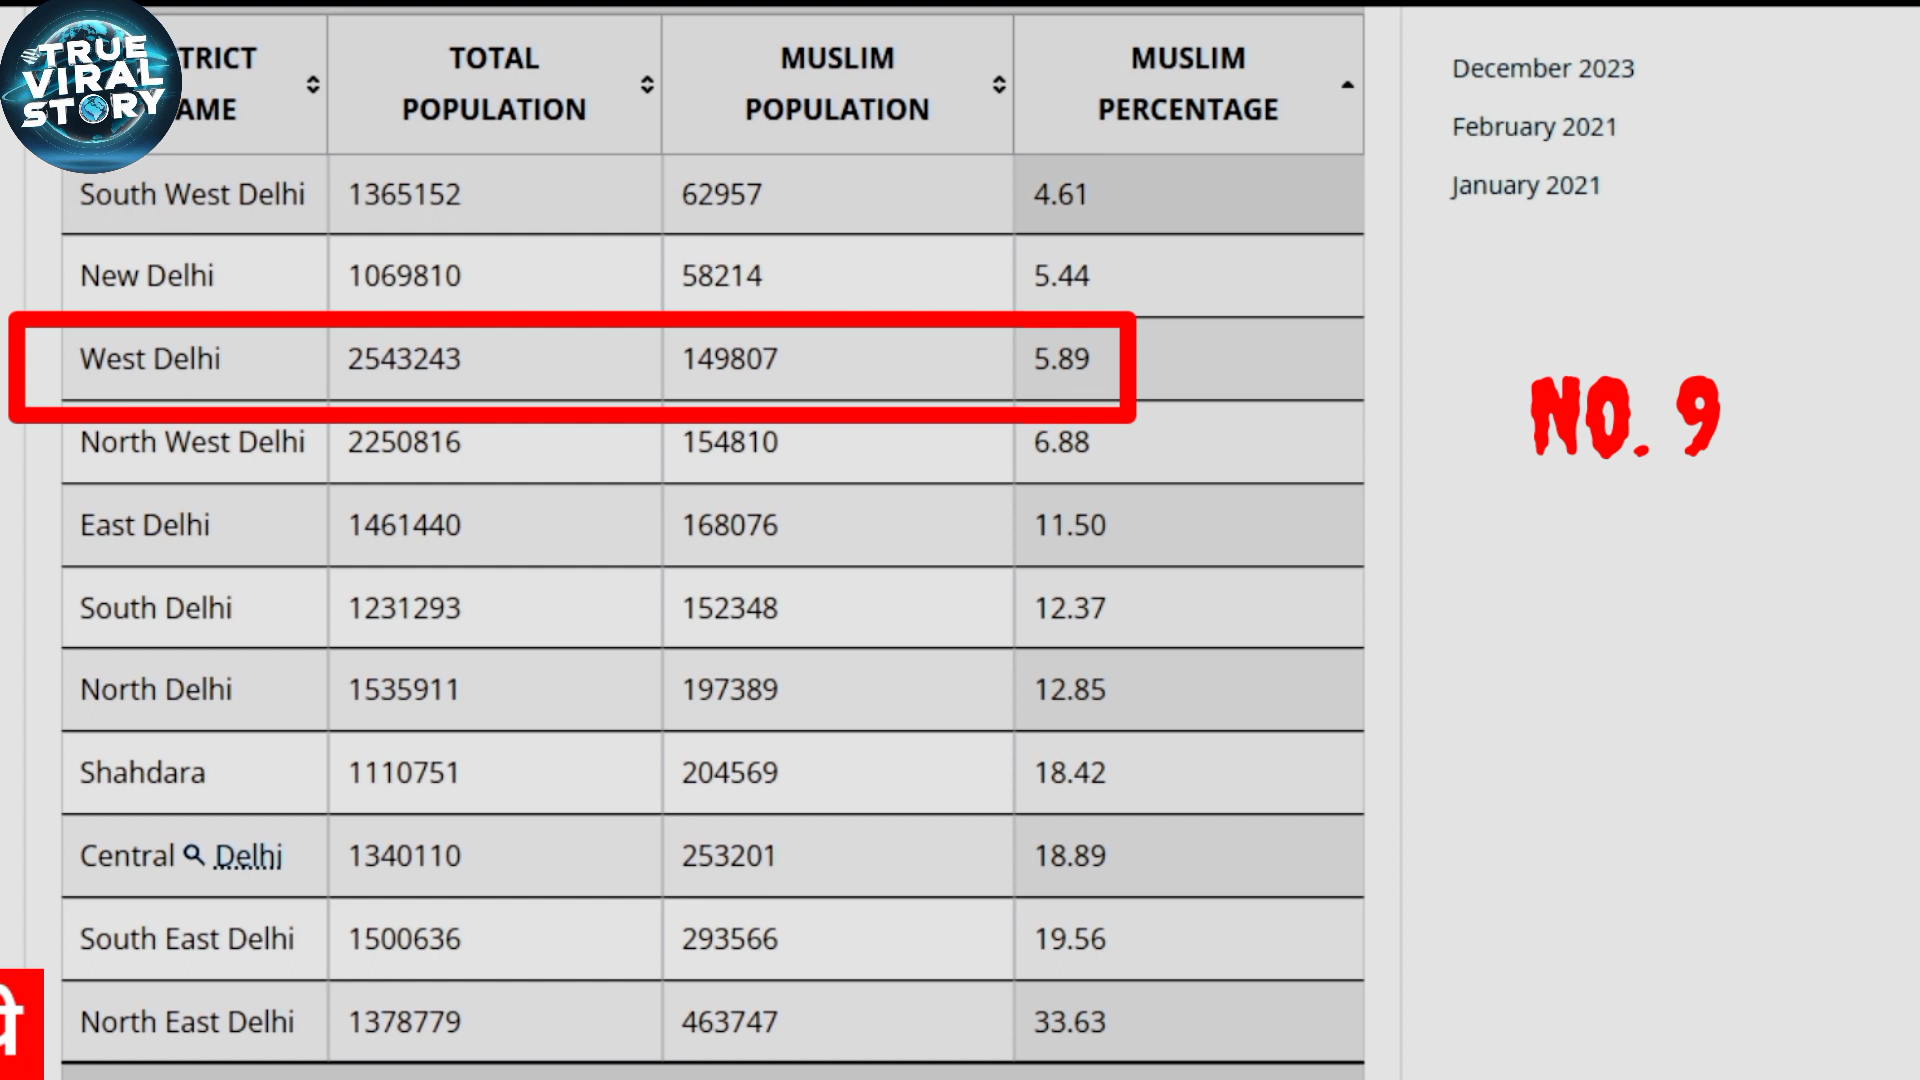 TRUE
VIRAL
STORY
TRICT AME TOTAL POPULATION MUSLIM POPULATION MUSLIM PERCENTAGE
South West Delhi 1365152 62957 4.61
New Delhi 1069810 58214 5.44
West Delhi 2543243 149807 5.89
North West Delhi 2250816 154810 6.88
East Delhi 1461440 168076 11.50
South Delhi 1231293 152348 12.37
North Delhi 1535911 197389 12.85
Shahdara 1110751 204569 18.42
Central Delhi 1340110 253201 18.89
South East Delhi 1500636 293566 19.56
North East Delhi 1378779 463747 33.63
December 2023
February 2021
January 2021
NO. 9